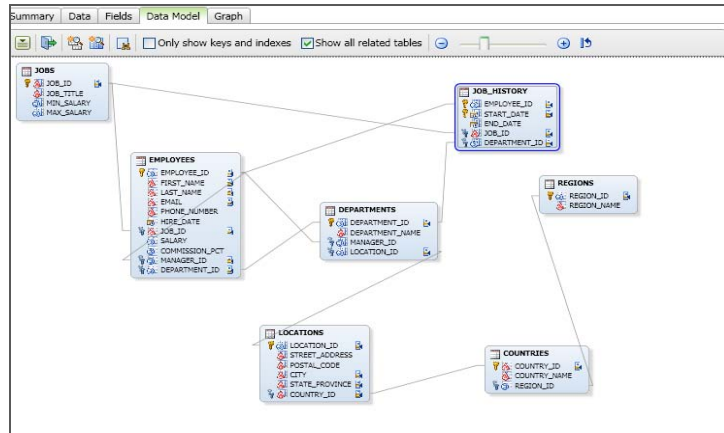 Summary Data Fields Data Model Graph
Only show keys and indexes Show all related tables
JOBS
JOB_ID
JOB_TITLE
MIN_SALARY
MAX_SALARY
JOB_HISTORY
EMPLOYEE_ID
START_DATE
END_DATE
JOB_ID
DEPARTMENT_ID
EMPLOYEES
EMPLOYEE_ID
FIRST_NAME
LAST_NAME
EMAIL
PHONE_NUMBER
HIRE_DATE
JOB_ID
SALARY
COMMISSION_PCT
MANAGER_ID
DEPARTMENT_ID
DEPARTMENTS
DEPARTMENT_ID
DEPARTMENT_NAME
MANAGER_ID
LOCATION_ID
REGIONS
REGION_ID
REGION_NAME
LOCATIONS
LOCATION_ID
STREET_ADDRESS
POSTAL_CODE
CITY
STATE_PROVINCE
COUNTRY_ID
COUNTRIES
COUNTRY_ID
COUNTRY_NAME
REGION_ID